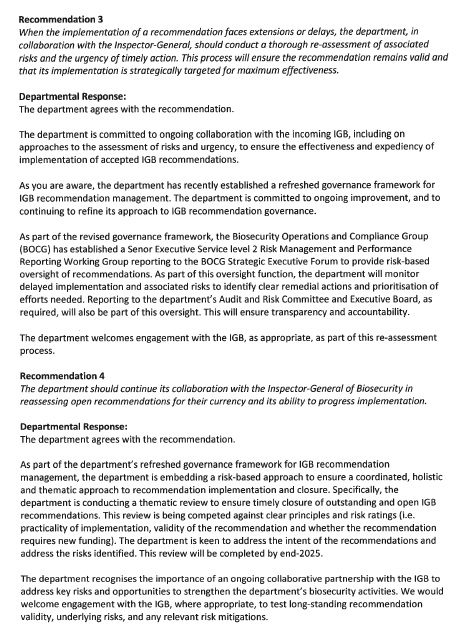 Recommendation 3
When the implementation of a recommendation faces extensions or delays, the department, in
collaboration with the Inspector-General, should conduct a thorough re-assessment of associated
risks and the urgency of timely action. This process will ensure the recommendation remains valid and
that its implementation is strategically targeted for maximum effectiveness.
Departmental Response:
The department agrees with the recommendation.
The department is committed to ongoing collaboration with the incoming IGB, including on
approaches to the assessment of risks and urgency, to ensure the effectiveness and expediency of
implementation of accepted IGB recommendations.
As you are aware, the department has recently established a refreshed governance framework for
IGB recommendation management. The department is committed to ongoing improvement, and to
continuing to refine its approach to IGB recommendation governance.
As part of the revised governance framework, the Biosecurity Operations and Compliance Group
(BOCG) has established a Senor Executive Service level 2 Risk Management and Performance
Reporting Working Group reporting to the BOCG Strategic Executive Forum to provide risk-based
oversight of recommendations. As part of this oversight function, the department will monitor
delayed implementation and associated risks to identify clear remedial actions and prioritisation of
efforts needed. Reporting to the department's Audit and Risk Committee and Executive Board, as
required, will also be part of this oversight. This will ensure transparency and accountability.
The department welcomes engagement with the IGB, as appropriate, as part of this re-assessment
process.
Recommendation 4
The department should continue its collaboration with the Inspector-General of Biosecurity in
reassessing open recommendations for their currency and its ability to progress implementation.
Departmental Response:
The department agrees with the recommendation.
As part of the department's refreshed governance framework for IGB recommendation
management, the department is embedding a risk-based approach to ensure a coordinated, holistic
and thematic approach to recommendation implementation and closure. Specifically, the
department is conducting a thematic review to ensure timely closure of outstanding and open IGB
recommendations. This review is being competed against clear principles and risk ratings (i.e.
practicality of implementation, validity of the recommendation and whether the recommendation
requires new funding). The department is keen to address the intent of the recommendations and
address the risks identified. This review will be completed by end-2025.
The department recognises the importance of an ongoing collaborative partnership with the IGB to
address key risks and opportunities to strengthen the department's biosecurity activities. We would
welcome engagement with the IGB, where appropriate, to test long-standing recommendation
validity, underlying risks, and any relevant risk mitigations.